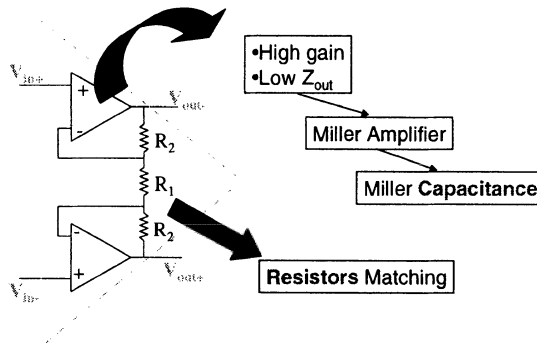 •High gain
•Low Zout
Vin+
+
Vout-
-
R2
Miller Amplifier
R1
Miller Capacitance
R2
-
+
Vout+
Vin-
Resistors Matching